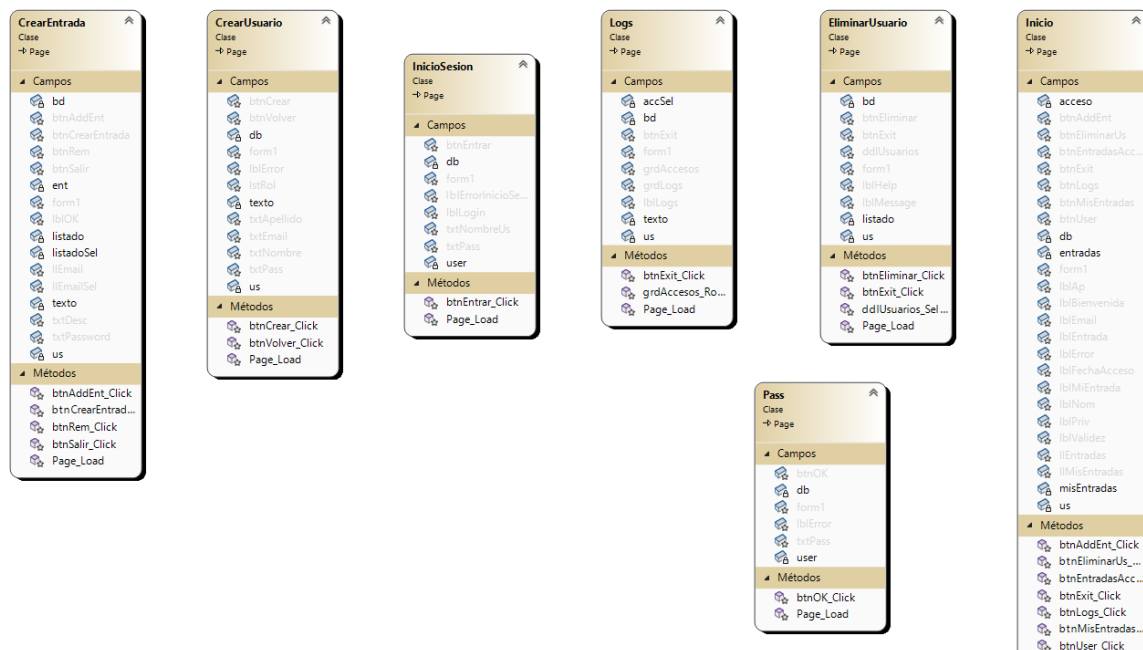 CrearEntrada
Clase
Page
Campos
bd
btnAddEnt
btnCrearEntrada
btnRem
btnSalir
ent
form1
lblOK
listado
listadoSel
llEmail
llEmailSel
texto
txtDesc
txtPassword
us
Métodos
btnAddEnt_Click
btnCrearEntrad...
btnRem_Click
btnSalir_Click
Page_Load
CrearUsuario
Clase
Page
Campos
btnCrear
btnVolver
db
form1
lblError
lstRol
texto
txtApellido
txtEmail
txtNombre
txtPass
us
Métodos
btnCrear_Click
btnVolver_Click
Page_Load
InicioSesion
Clase
Page
Campos
btnEntrar
db
form1
lblErrorInicioSe...
lblLogin
txtNombreUs
txtPass
user
Métodos
btnEntrar_Click
Page_Load
Logs
Clase
Page
Campos
accSel
bd
btnExit
form1
grdAccesos
grdLogs
lblLogs
texto
us
Métodos
btnExit_Click
grdAccesos_Ro...
Page_Load
EliminarUsuario
Clase
Page
Campos
bd
btnEliminar
btnExit
ddlUsuarios
form1
lblHelp
lblMessage
listado
us
Métodos
btnEliminar_Click
btnExit_Click
ddlUsuarios_Sel...
Page_Load
Pass
Clase
Page
Campos
btnOK
db
form1
lblError
txtPass
user
Métodos
btnOK_Click
Page_Load
Inicio
Clase
Page
Campos
acceso
btnAddEnt
btnEliminarUs
btnEntradasAcc...
btnExit
btnLogs
btnMisEntradas
btnUser
db
entradas
form1
lblAp
lblBienvenida
lblEmail
lblEntrada
lblError
lblFechaAcceso
lblMiEntrada
lblNom
lblPriv
lblValidez
llEntradas
llMisEntradas
misEntradas
us
Métodos
btnAddEnt_Click
btnEliminarUs_...
btnEntradasAcc...
btnExit_Click
btnLogs_Click
btnMisEntradas...
btnUser_Click